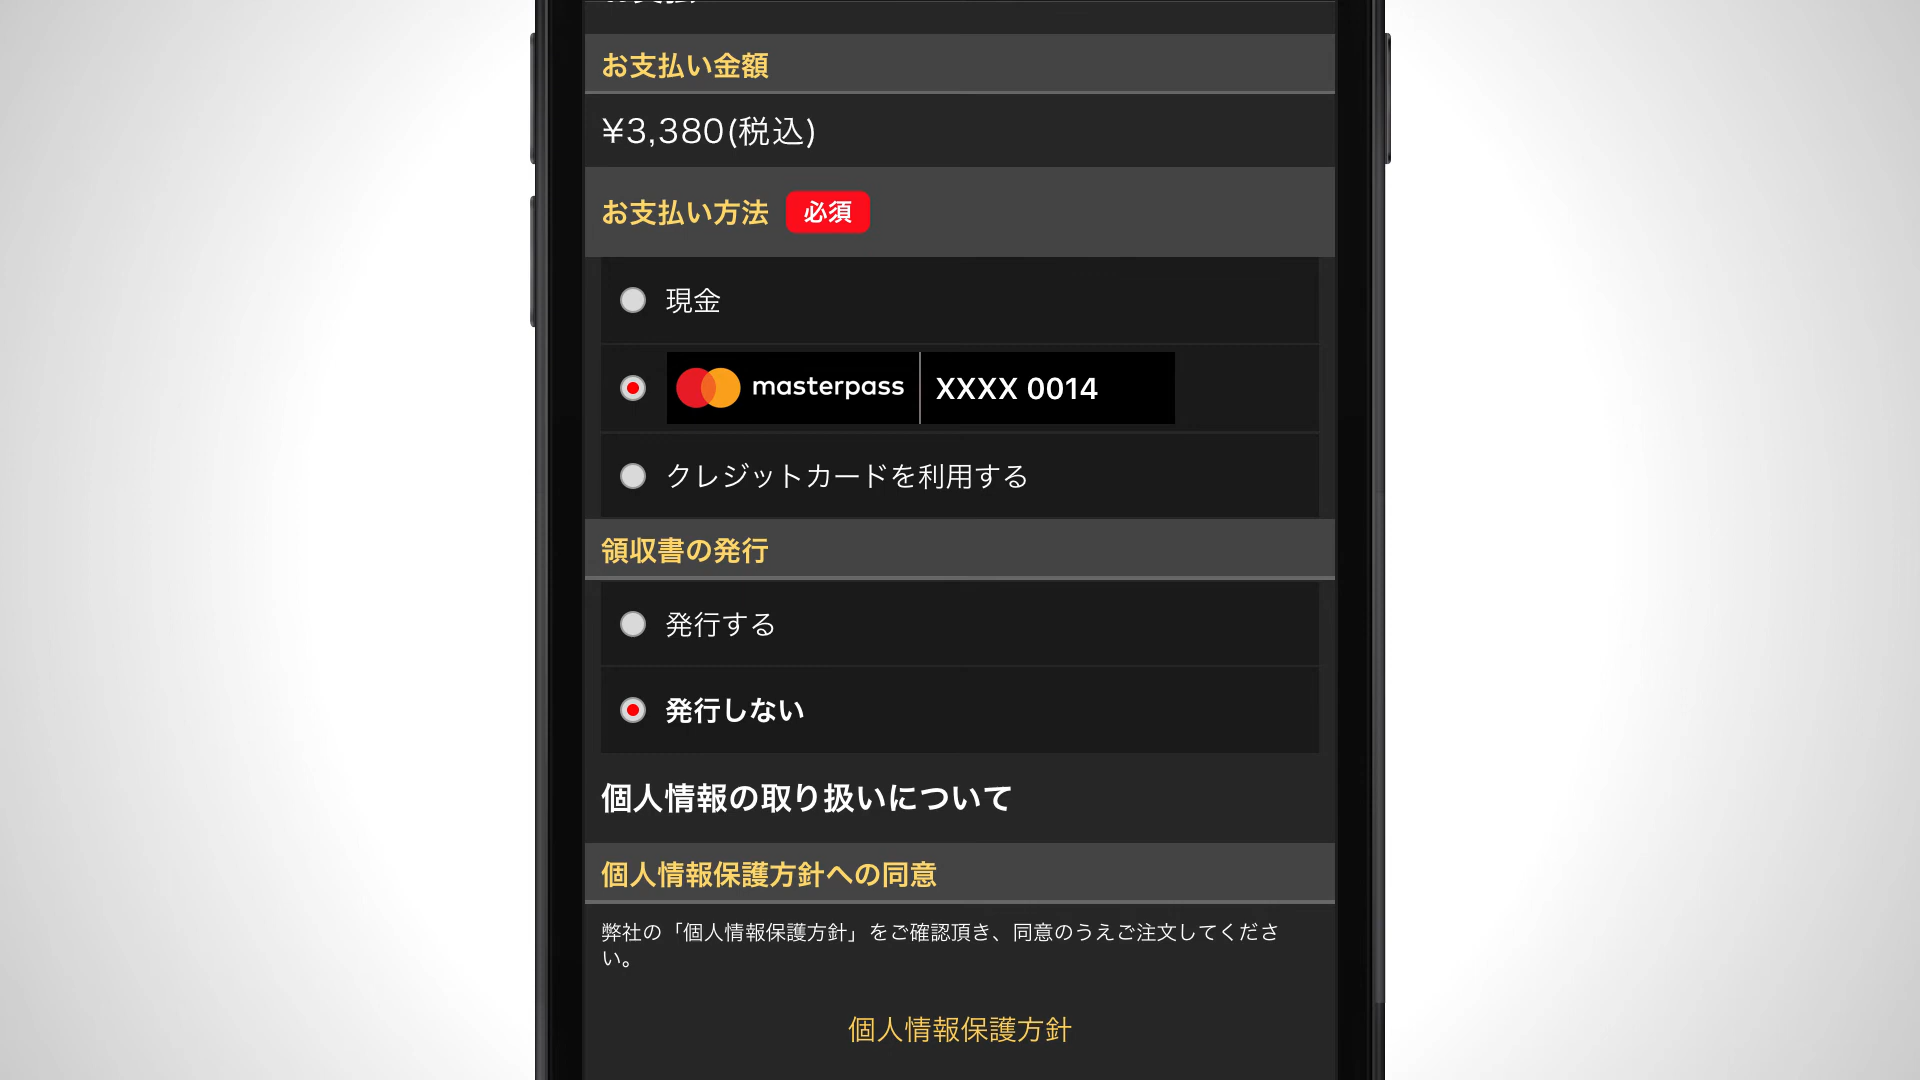 お支払い金額
¥3,380(税込)
お支払い方法 必須
現金
masterpass XXXX 0014
クレジットカードを利用する
領収書の発行
発行する
発行しない
個人情報の取り扱いについて
個人情報保護方針への同意
弊社の「個人情報保護方針」をご確認頂き、同意のうえご注文してくださ
い。
個人情報保護方針